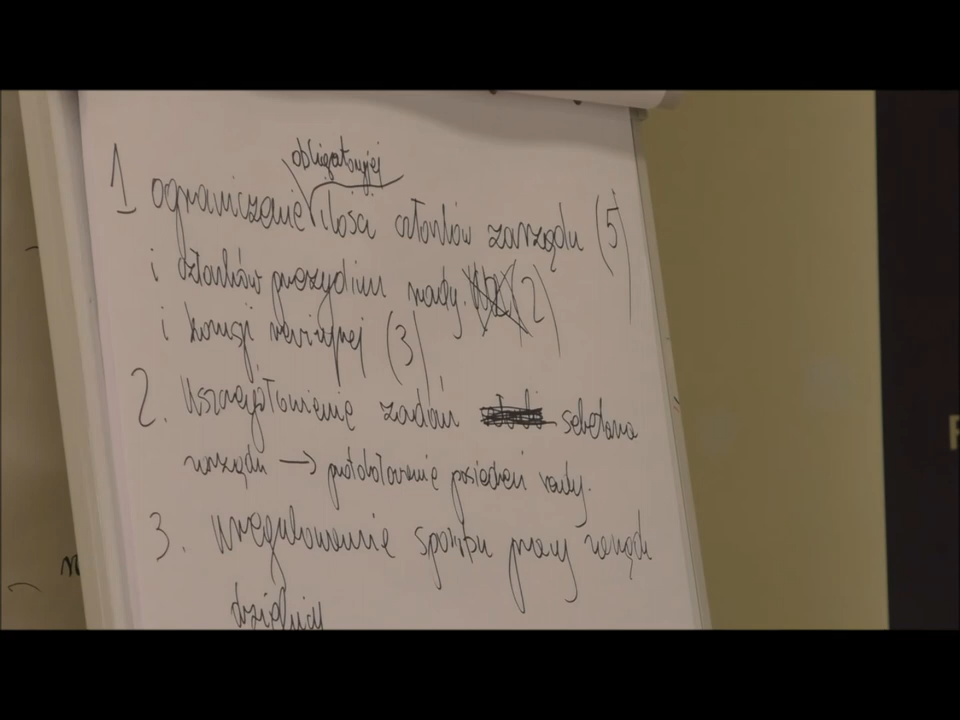 obligatoryjej
1 ograniczenie ilości członków zarządu (5)
i członków prezydium rady (2)
i komisji rewizyjnej (3)
2. Uszczegółowienie zadań sekretarza
zarządu → protokołowanie posiedzeń rady.
3. Uregulowanie sposobu pracy zarządu
dzielnicy